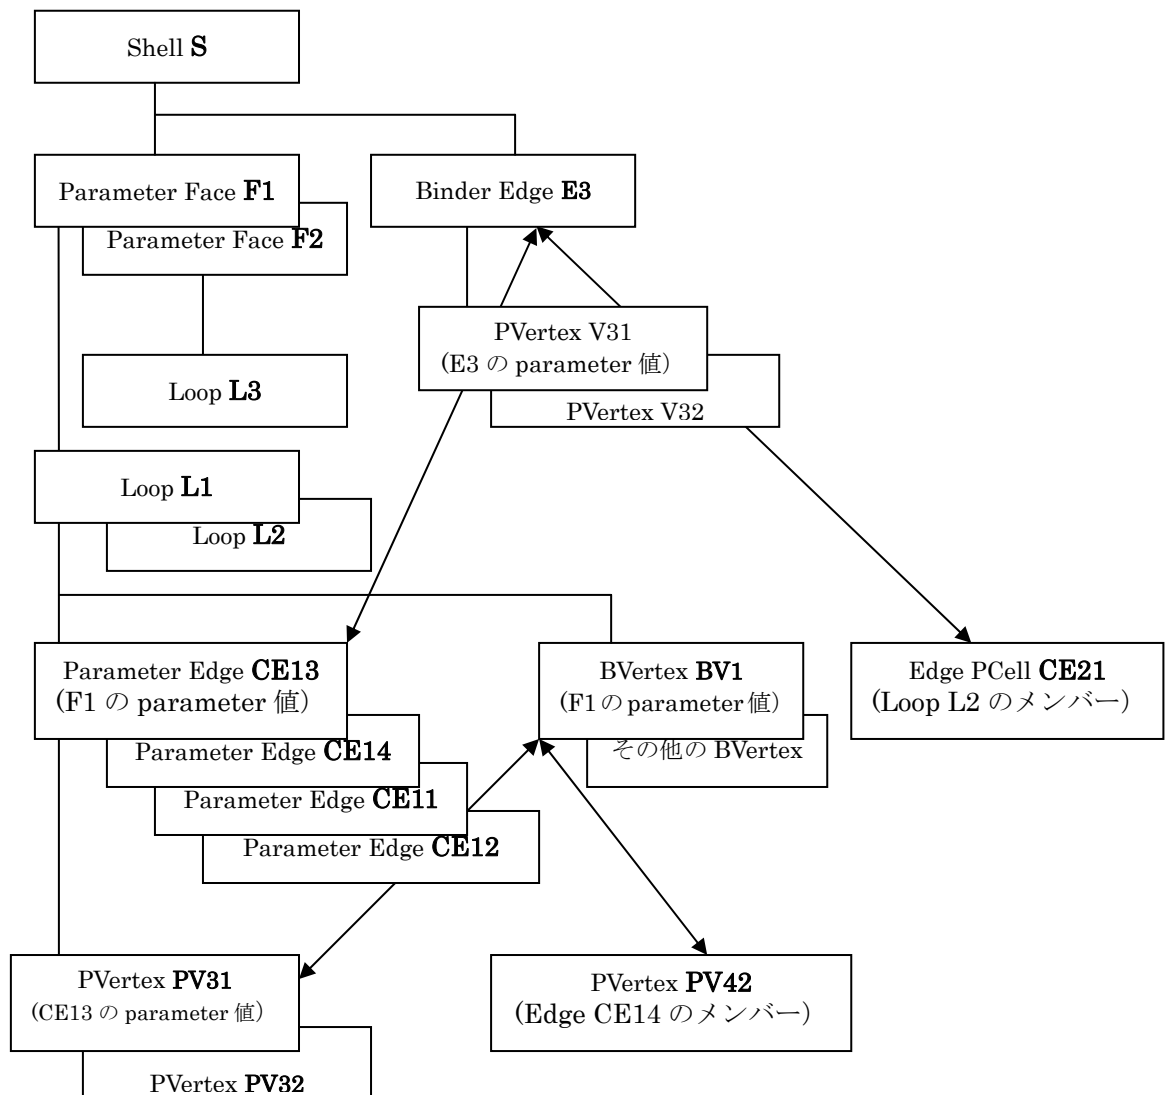 Shell S
Parameter Face F1
Binder Edge E3
Parameter Face F2
PVertex V31
(E3 の parameter 値)
Loop L3
PVertex V32
Loop L1
Loop L2
Parameter Edge CE13
(F1 の parameter 値)
BVertex BV1
(F1の parameter 値)
Edge PCell CE21
(Loop L2 のメンバー)
Parameter Edge CE14
その他の BVertex
Parameter Edge CE11
Parameter Edge CE12
PVertex PV31
(CE13 の parameter 値)
PVertex PV42
(Edge CE14 のメンバー)
PVertex PV32